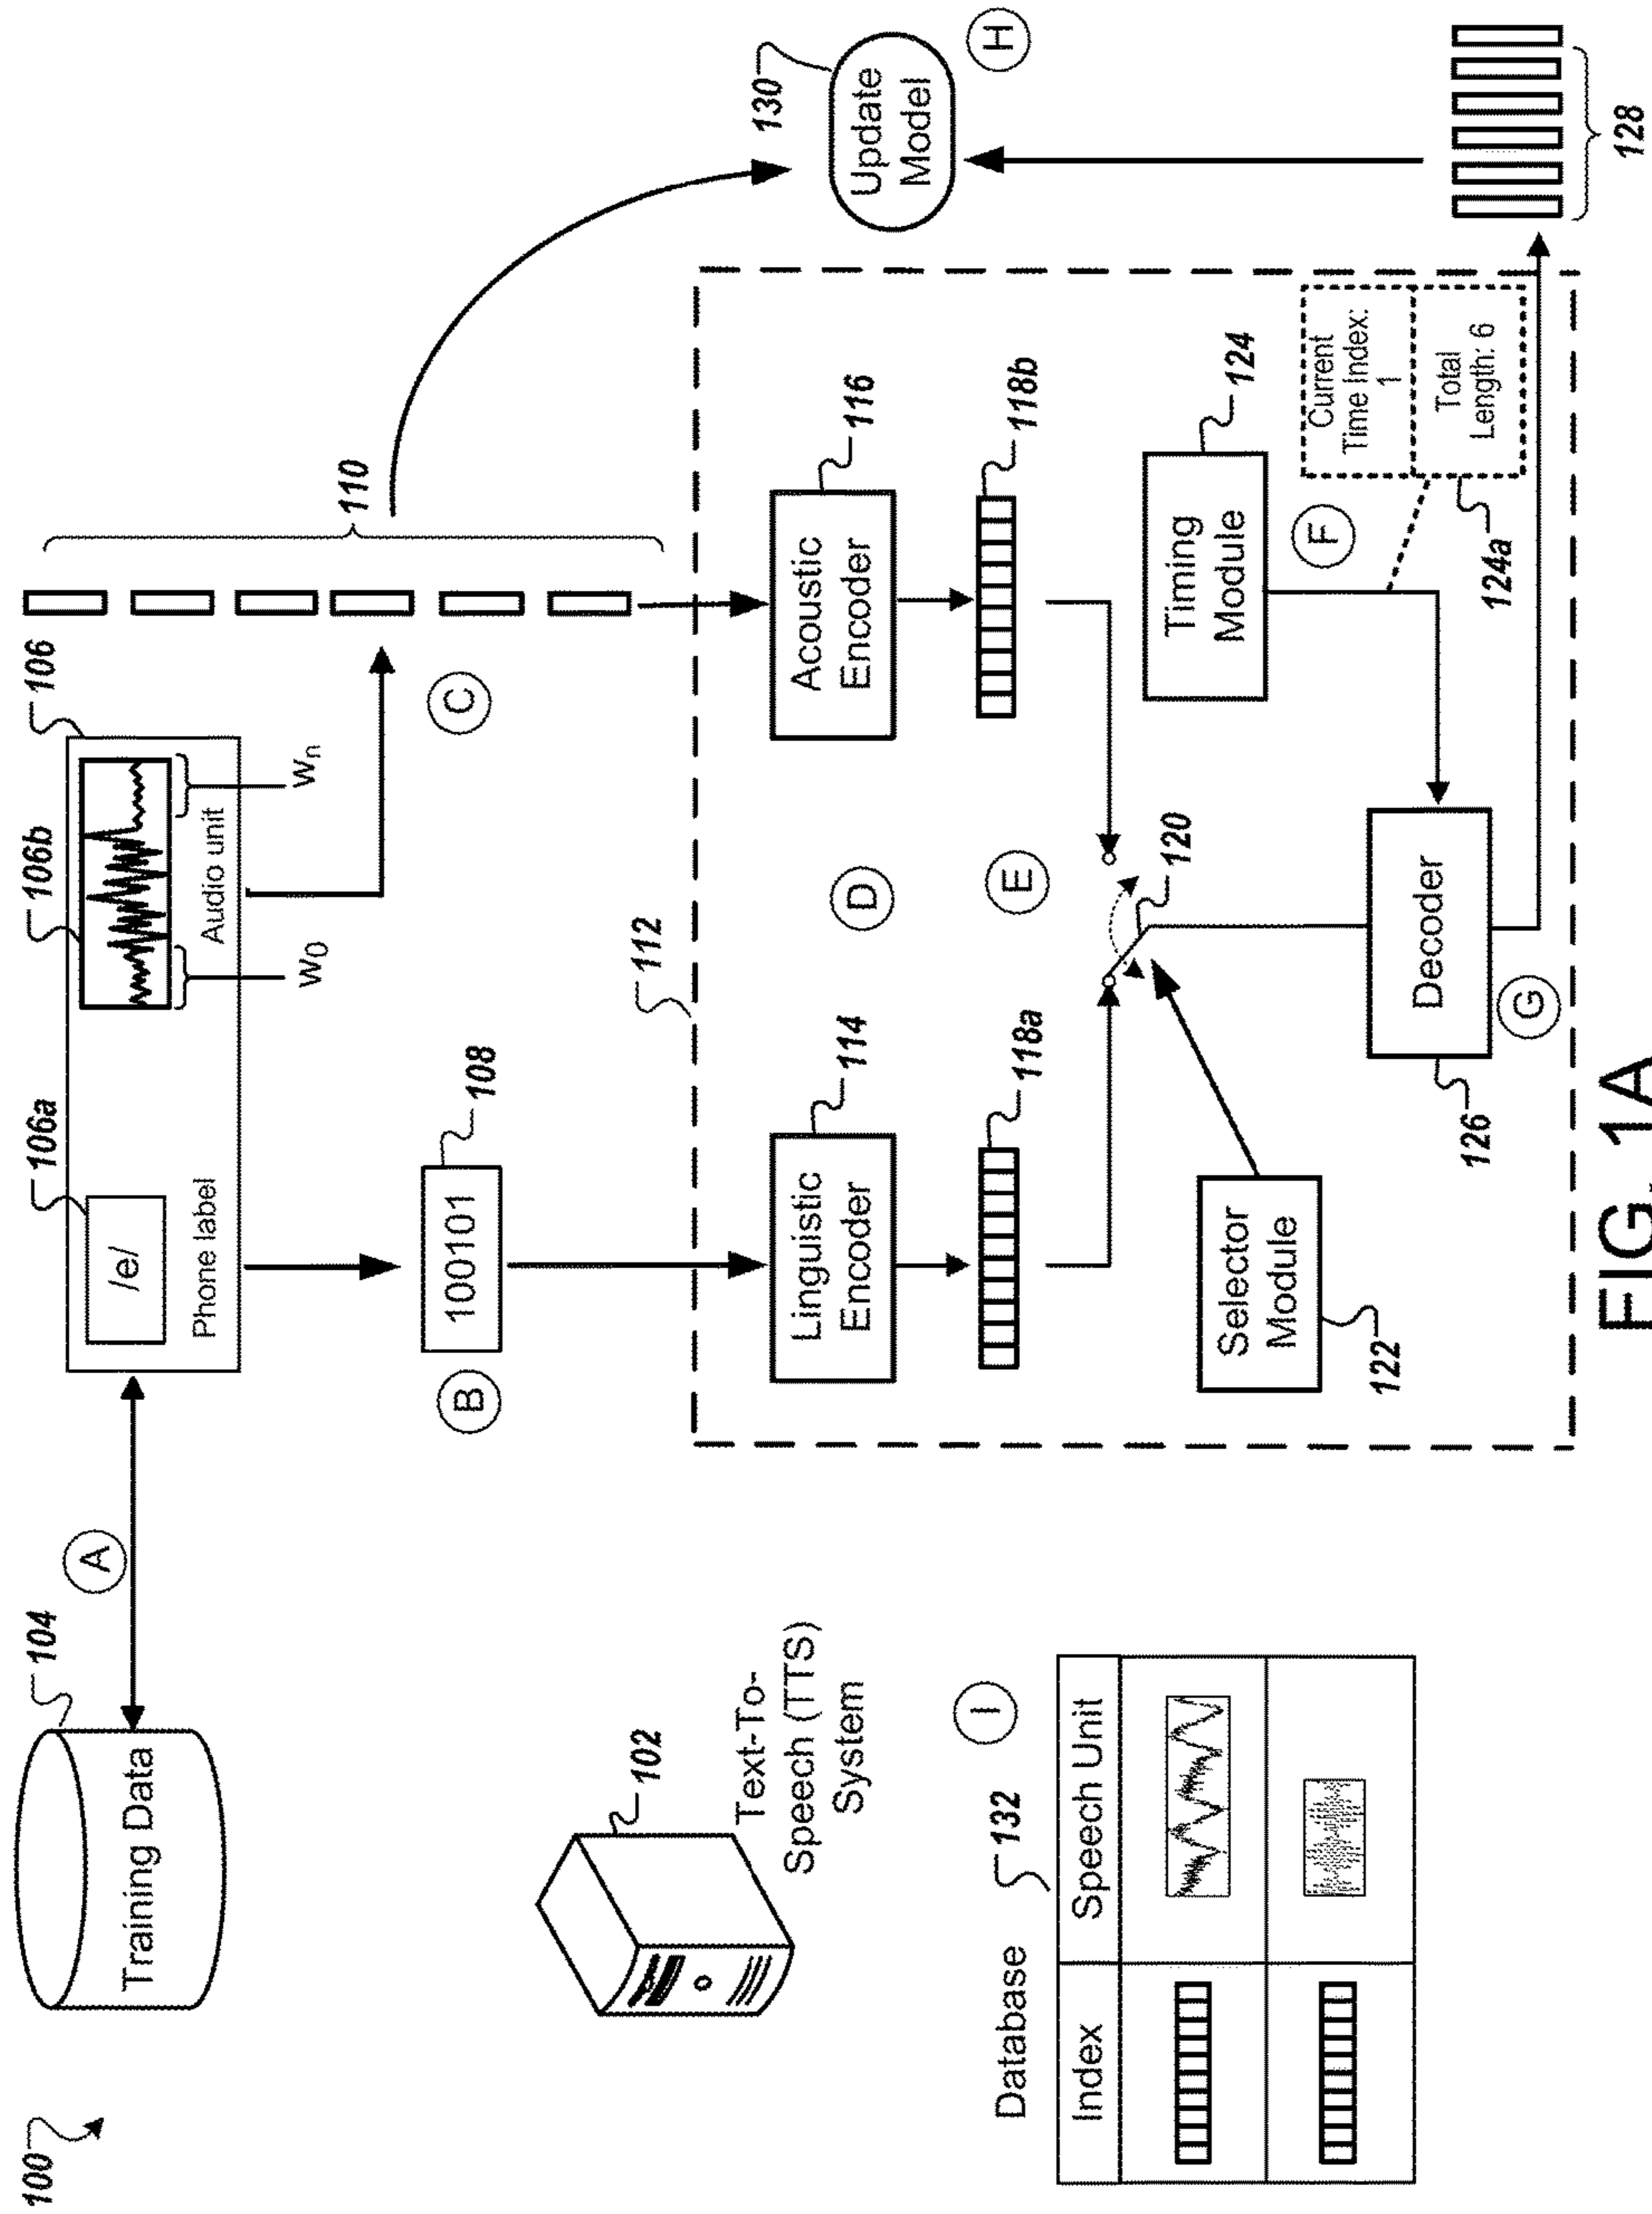 100
104
Training Data
A
106a
106b
106
/e/
Phone label
Audio unit
W0
Wn
B
100101
108
C
110
130
Update
Model
H
102
Text-To-
Speech (TTS)
System
112
Linguistic
Encoder
114
D
Acoustic
Encoder
116
118a
E
118b
120
Timing
Module
124
F
Current
Time Index:
1
Total
Length: 6
124a
Selector
Module
122
Decoder
126
G
128
Database
132
I
Index
Speech Unit
FIG. 1A